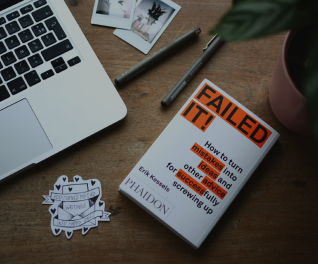 FAILED
IT!
How to turn
mistakes into
ideas and
other advice
for successfully
screwing up
Erik Kessels
PHAIDON